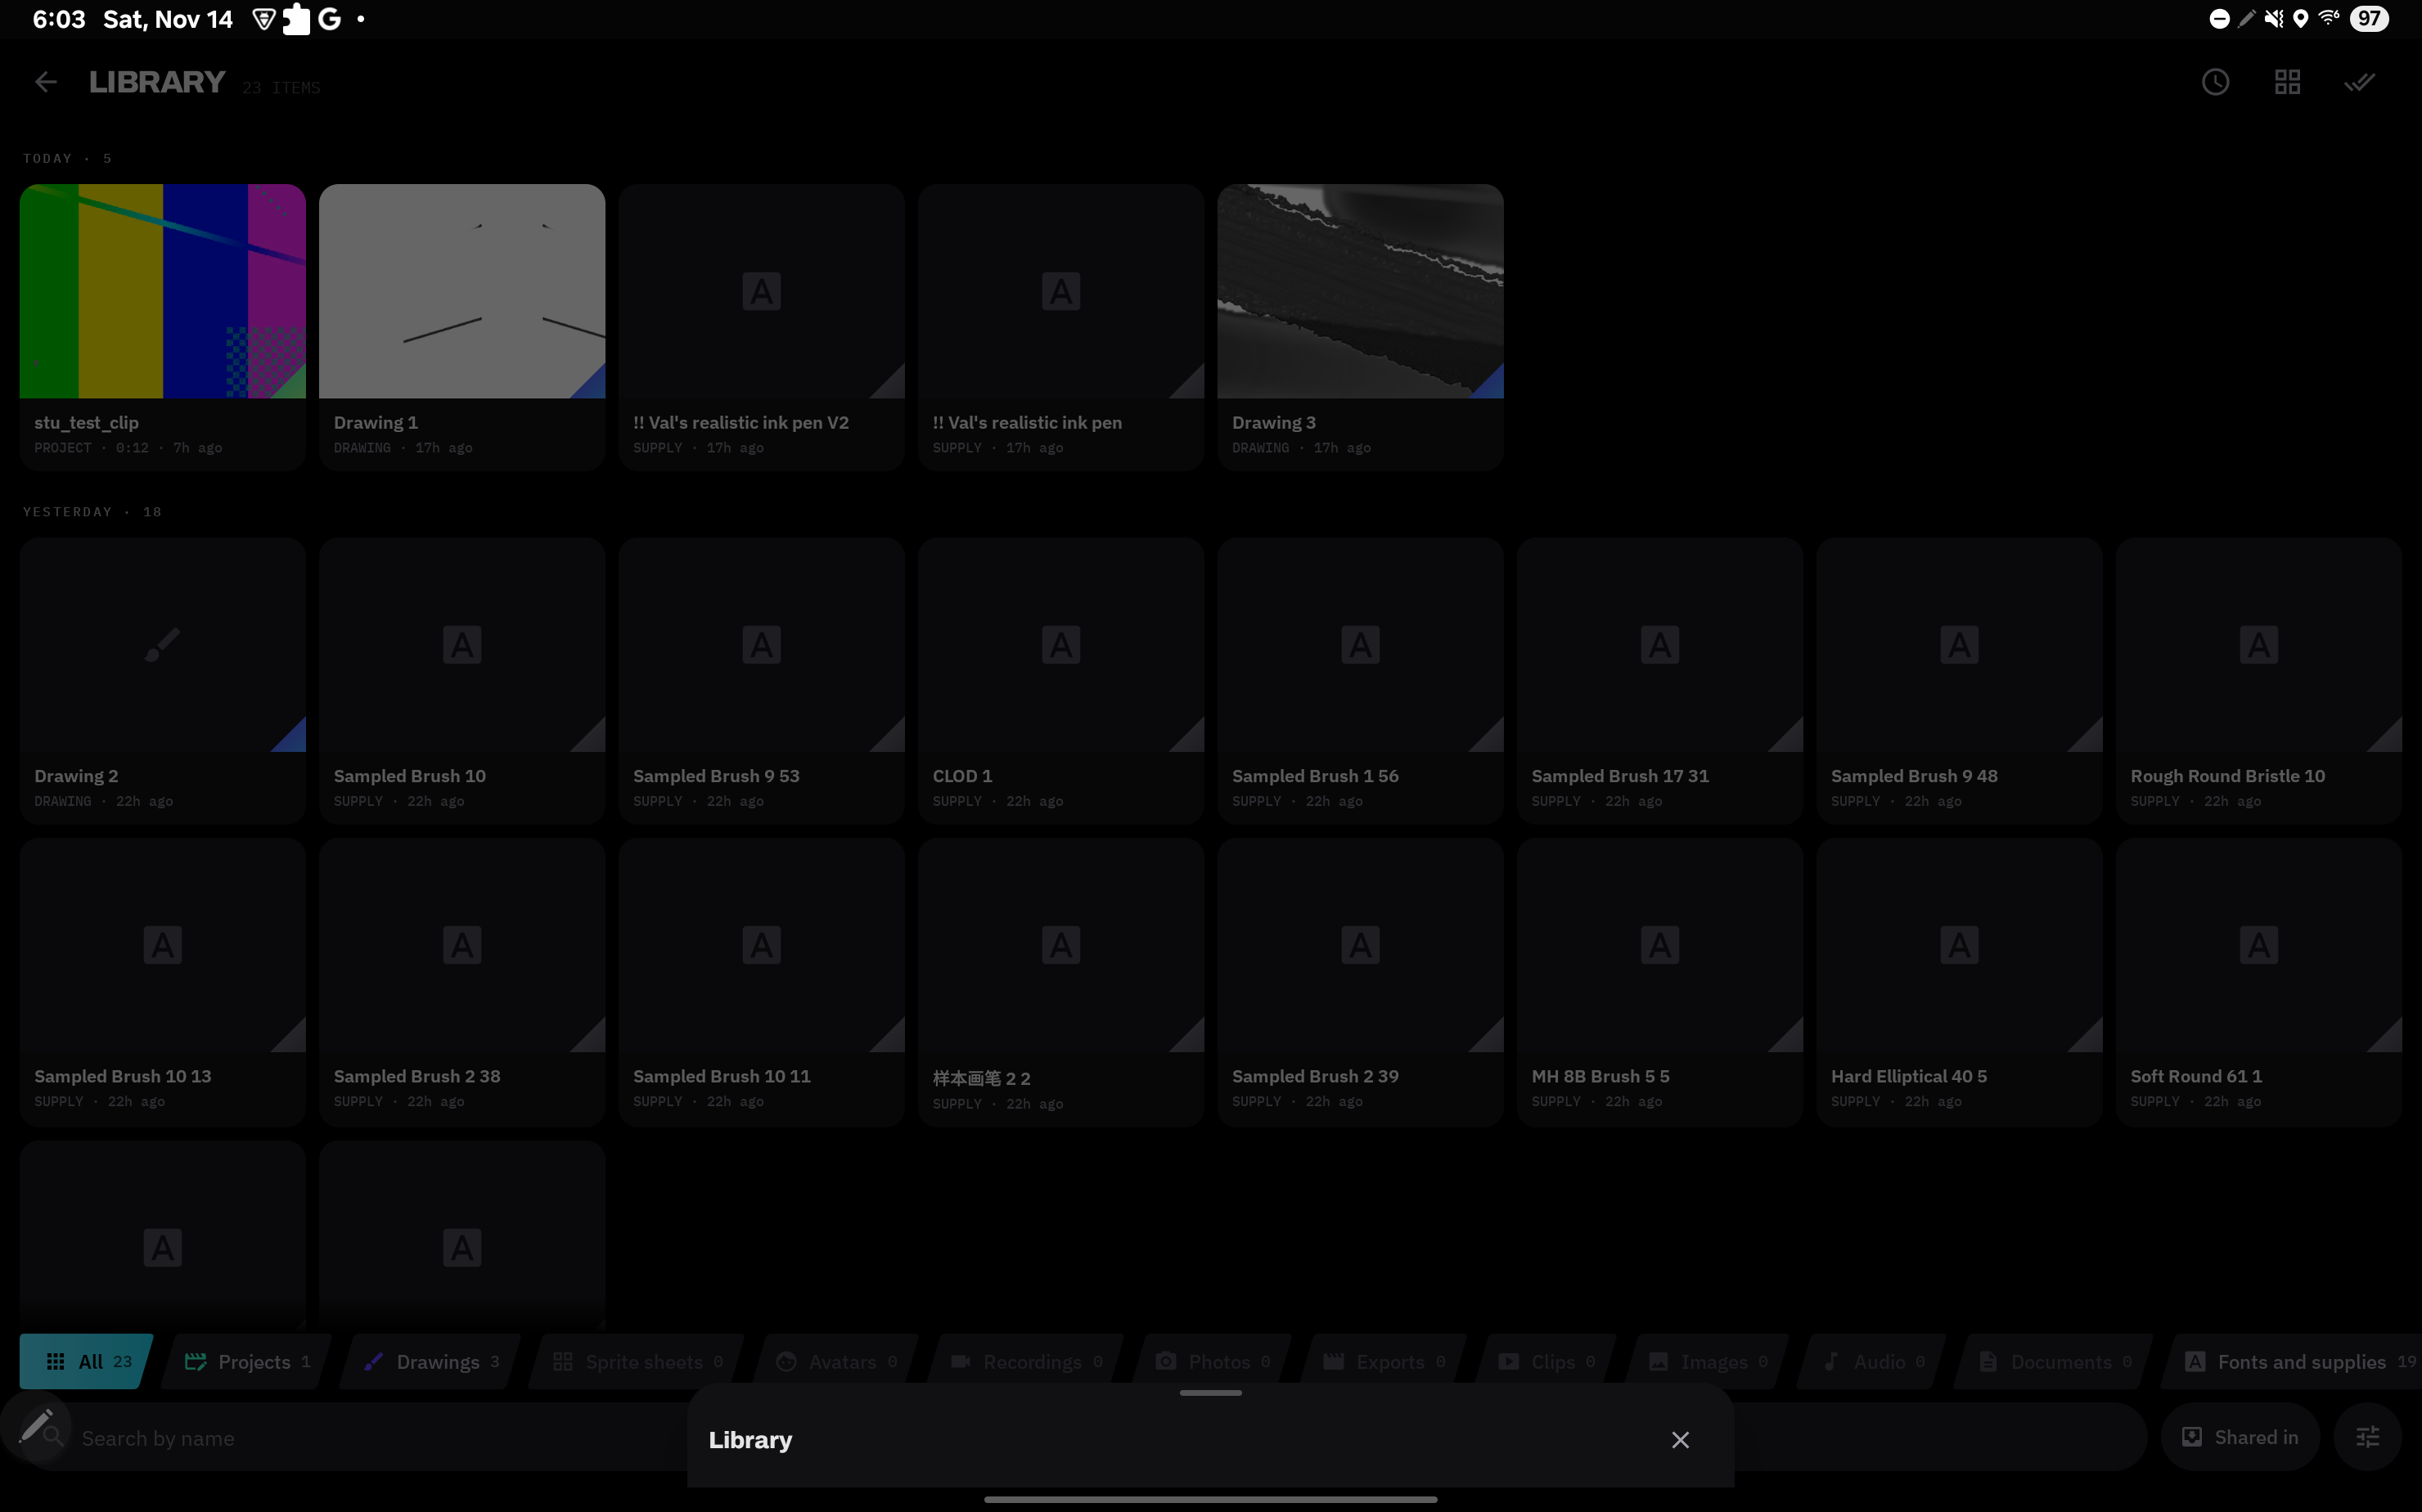 6:03 Sat, Nov 14
97
LIBRARY 23 ITEMS
TODAY · 5
stu_test_clip
PROJECT · 0:12 · 7h ago
Drawing 1
DRAWING · 17h ago
!! Val's realistic ink pen V2
SUPPLY · 17h ago
!! Val's realistic ink pen
SUPPLY · 17h ago
Drawing 3
DRAWING · 17h ago
YESTERDAY · 18
Drawing 2
DRAWING · 22h ago
Sampled Brush 10
SUPPLY · 22h ago
Sampled Brush 9 53
SUPPLY · 22h ago
CLOD 1
SUPPLY · 22h ago
Sampled Brush 1 56
SUPPLY · 22h ago
Sampled Brush 17 31
SUPPLY · 22h ago
Sampled Brush 9 48
SUPPLY · 22h ago
Rough Round Bristle 10
SUPPLY · 22h ago
Sampled Brush 10 13
SUPPLY · 22h ago
Sampled Brush 2 38
SUPPLY · 22h ago
Sampled Brush 10 11
SUPPLY · 22h ago
样本画笔 2 2
SUPPLY · 22h ago
Sampled Brush 2 39
SUPPLY · 22h ago
MH 8B Brush 5 5
SUPPLY · 22h ago
Hard Elliptical 40 5
SUPPLY · 22h ago
Soft Round 61 1
SUPPLY · 22h ago
All 23
Projects 1
Drawings 3
Sprite sheets 0
Avatars 0
Recordings 0
Photos 0
Exports 0
Clips 0
Images 0
Audio 0
Documents 0
Fonts and supplies 19
Search by name
Library
Shared in